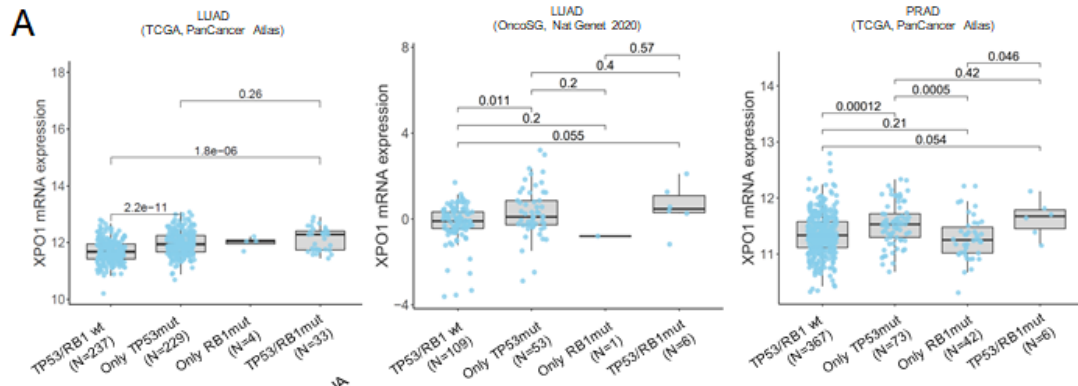 A
LUAD
(TCGA, PanCancer Atlas)
XPO1 mRNA expression
18
16
14
12
10
0.26
1.8e−06
2.2e−11
TP53/RB1 wt
(N=237)
Only TP53mut
(N=229)
Only RB1mut
(N=4)
TP53/RB1mut
(N=33)
LUAD
(OncoSG, Nat Genet 2020)
XPO1 mRNA expression
8
4
0
−4
0.57
0.4
0.2
0.011
0.2
0.055
TP53/RB1 wt
(N=109)
Only TP53mut
(N=53)
Only RB1mut
(N=1)
TP53/RB1mut
(N=6)
PRAD
(TCGA, PanCancer Atlas)
XPO1 mRNA expression
14
13
12
11
0.046
0.42
0.0005
0.00012
0.21
0.054
TP53/RB1 wt
(N=367)
Only TP53mut
(N=73)
Only RB1mut
(N=42)
TP53/RB1mut
(N=6)